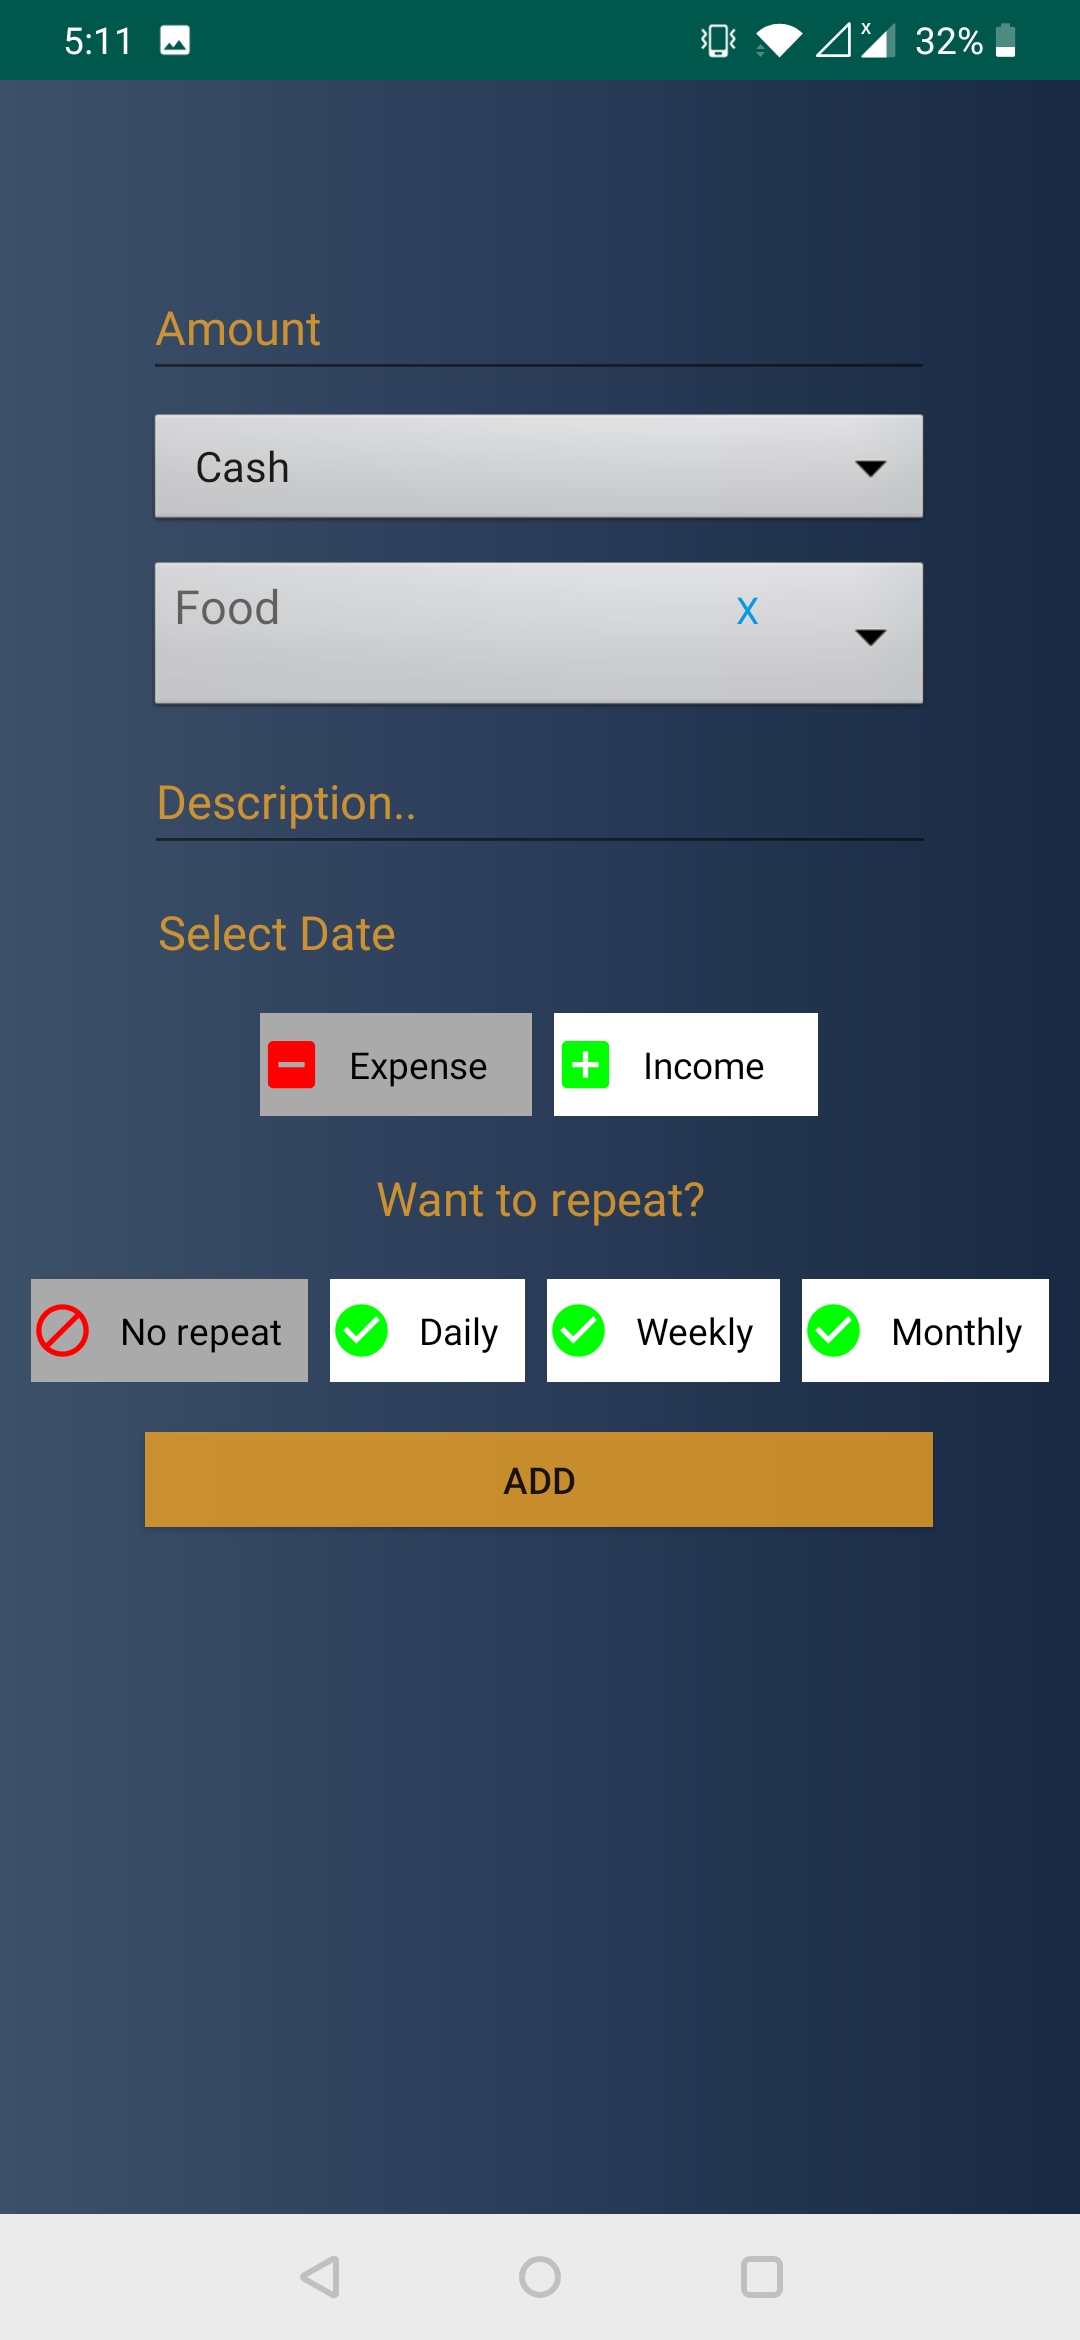 5:11 32%
Amount
Cash
Food X
Description..
Select Date
Expense Income
Want to repeat?
No repeat Daily Weekly Monthly
ADD